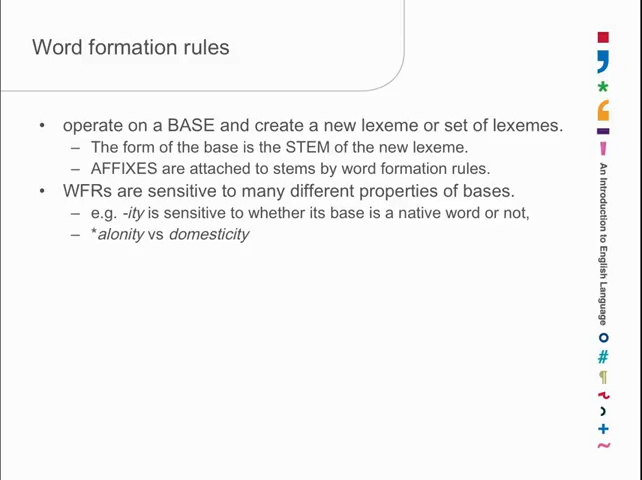 Word formation rules
• operate on a BASE and create a new lexeme or set of lexemes.
– The form of the base is the STEM of the new lexeme.
– AFFIXES are attached to stems by word formation rules.
• WFRs are sensitive to many different properties of bases.
– e.g. -ity is sensitive to whether its base is a native word or not,
– *alonity vs domesticity
An Introduction to English Language